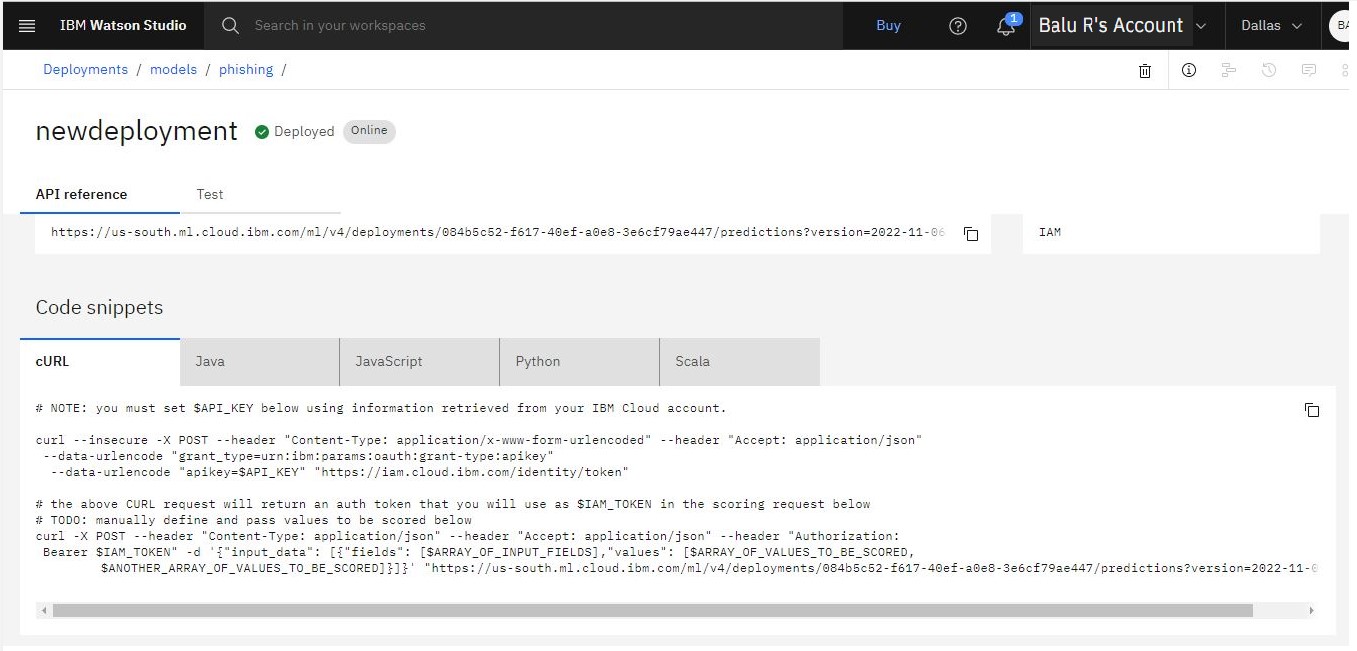 IBM Watson Studio
Search in your workspaces
Buy
1
Balu R's Account
Dallas
BA
Deployments / models / phishing /
newdeployment
Deployed
Online
API reference
Test
https://us-south.ml.cloud.ibm.com/ml/v4/deployments/084b5c52-f617-40ef-a0e8-3e6cf79ae447/predictions?version=2022-11-06
IAM
Code snippets
cURL
Java
JavaScript
Python
Scala
# NOTE: you must set $API_KEY below using information retrieved from your IBM Cloud account.
curl --insecure -X POST --header "Content-Type: application/x-www-form-urlencoded" --header "Accept: application/json"
--data-urlencode "grant_type=urn:ibm:params:oauth:grant-type:apikey"
--data-urlencode "apikey=$API_KEY" "https://iam.cloud.ibm.com/identity/token"
# the above CURL request will return an auth token that you will use as $IAM_TOKEN in the scoring request below
# TODO: manually define and pass values to be scored below
curl -X POST --header "Content-Type: application/json" --header "Accept: application/json" --header "Authorization:
Bearer $IAM_TOKEN" -d '{"input_data": [{"fields": [$ARRAY_OF_INPUT_FIELDS],"values": [$ARRAY_OF_VALUES_TO_BE_SCORED,
$ANOTHER_ARRAY_OF_VALUES_TO_BE_SCORED]}]}' "https://us-south.ml.cloud.ibm.com/ml/v4/deployments/084b5c52-f617-40ef-a0e8-3e6cf79ae447/predictions?version=2022-11-0